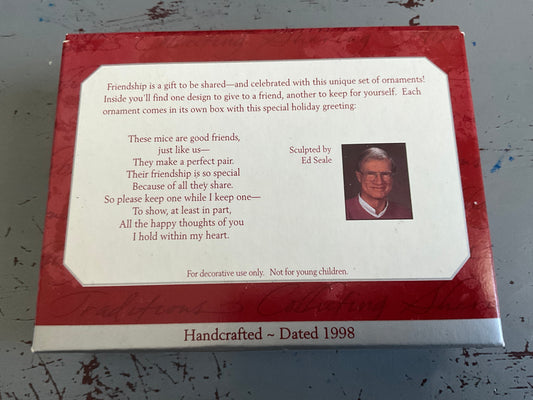 Friendship is a gift to be shared—and celebrated with this unique set of ornaments!
Inside you'll find one design to give to a friend, another to keep for yourself. Each
ornament comes in its own box with this special holiday greeting:
These mice are good friends,
just like us—
They make a perfect pair.
Their friendship is so special
Because of all they share.
So please keep one while I keep one—
To show, at least in part,
All the happy thoughts of you
I hold within my heart.
Sculpted by
Ed Seale
For decorative use only. Not for young children.
Traditions Collecting
Handcrafted ~ Dated 1998